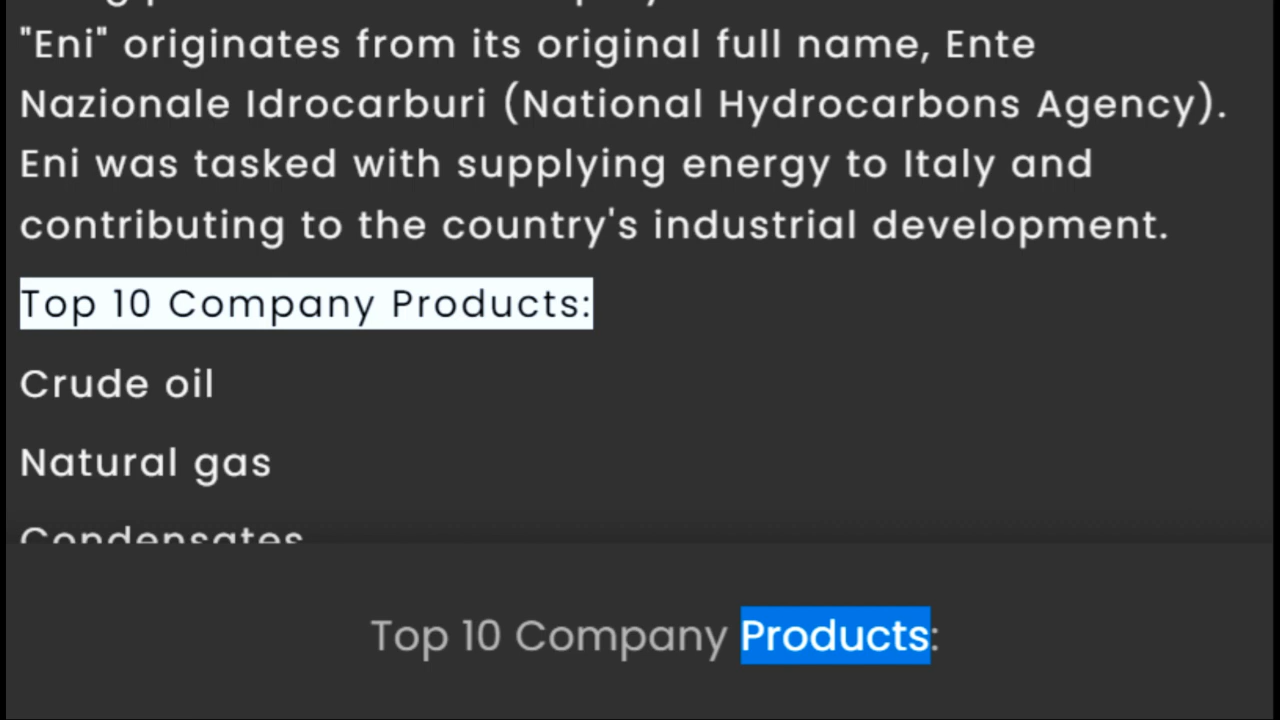 "Eni" originates from its original full name, Ente
Nazionale Idrocarburi (National Hydrocarbons Agency).
Eni was tasked with supplying energy to Italy and
contributing to the country's industrial development.
Top 10 Company Products:
Crude oil
Natural gas
Condensates
Top 10 Company Products: